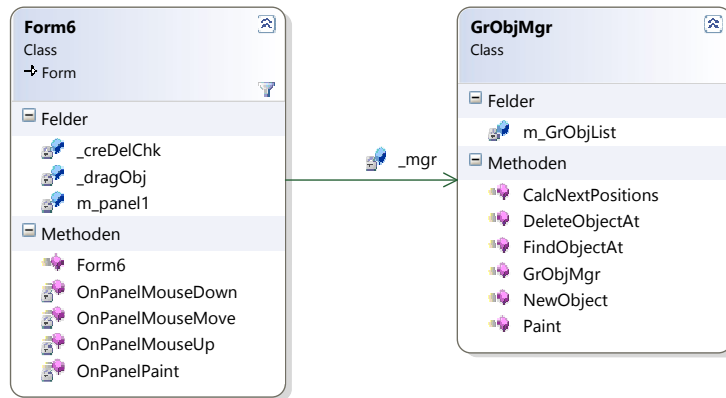 Form6
Class
Form
Felder
_creDelChk
_dragObj
m_panel1
Methoden
Form6
OnPanelMouseDown
OnPanelMouseMove
OnPanelMouseUp
OnPanelPaint
_mgr
GrObjMgr
Class
Felder
m_GrObjList
Methoden
CalcNextPositions
DeleteObjectAt
FindObjectAt
GrObjMgr
NewObject
Paint